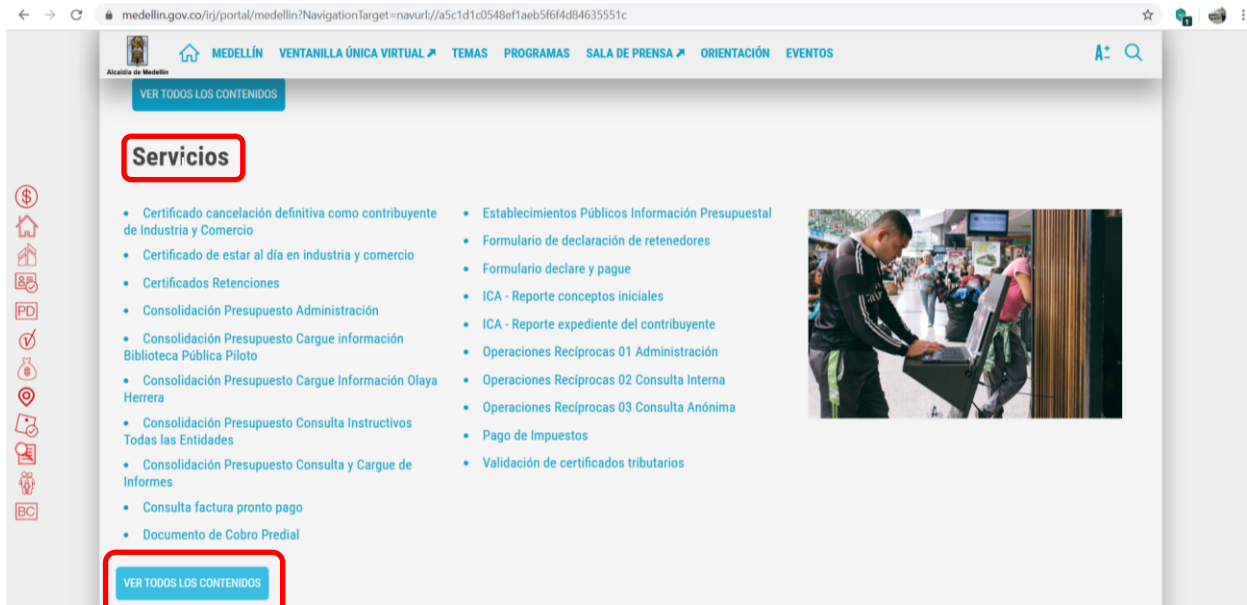 medellin.gov.co/irj/portal/medellin?NavigationTarget=navurl://a5c1d1c0548ef1aeb5f6f4d84635551c
Alcaldía de Medellín
MEDELLÍN VENTANILLA ÚNICA VIRTUAL TEMAS PROGRAMAS SALA DE PRENSA ORIENTACIÓN EVENTOS A
VER TODOS LOS CONTENIDOS
Servicios
Certificado cancelación definitiva como contribuyente
de Industria y Comercio
Certificado de estar al día en industria y comercio
Certificados Retenciones
Consolidación Presupuesto Administración
Consolidación Presupuesto Cargue información
Biblioteca Pública Piloto
Consolidación Presupuesto Cargue Información Olaya
Herrera
Consolidación Presupuesto Consulta Instructivos
Todas las Entidades
Consolidación Presupuesto Consulta y Cargue de
Informes
Consulta factura pronto pago
Documento de Cobro Predial
Establecimientos Públicos Información Presupuestal
Formulario de declaración de retenedores
Formulario declare y pague
ICA - Reporte conceptos iniciales
ICA - Reporte expediente del contribuyente
Operaciones Recíprocas 01 Administración
Operaciones Recíprocas 02 Consulta Interna
Operaciones Recíprocas 03 Consulta Anónima
Pago de Impuestos
Validación de certificados tributarios
VER TODOS LOS CONTENIDOS
PD
BC